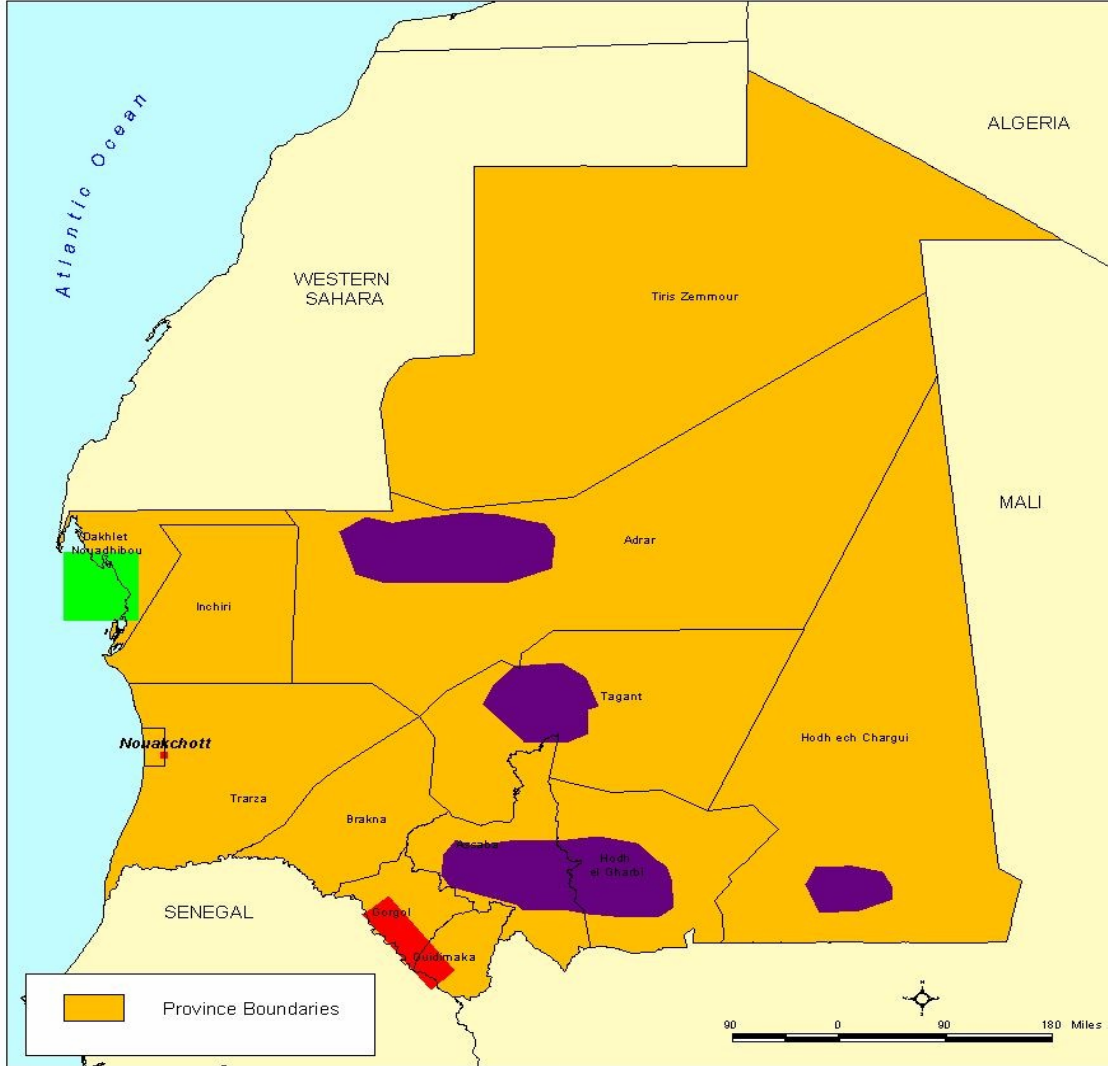 ALGERIA
Atlantic Ocean
WESTERN
SAHARA
Tiris Zemmour
MALI
Dakhlet
Nouadhibou
Adrar
Inchiri
Tagant
Nouakchott
Hodh ech Chargui
Trarza
Brakna
Assaba
Hodh
el Gharbi
SENEGAL
Gorgol
Guidimaka
Province Boundaries
N
90 0 90 180 Miles